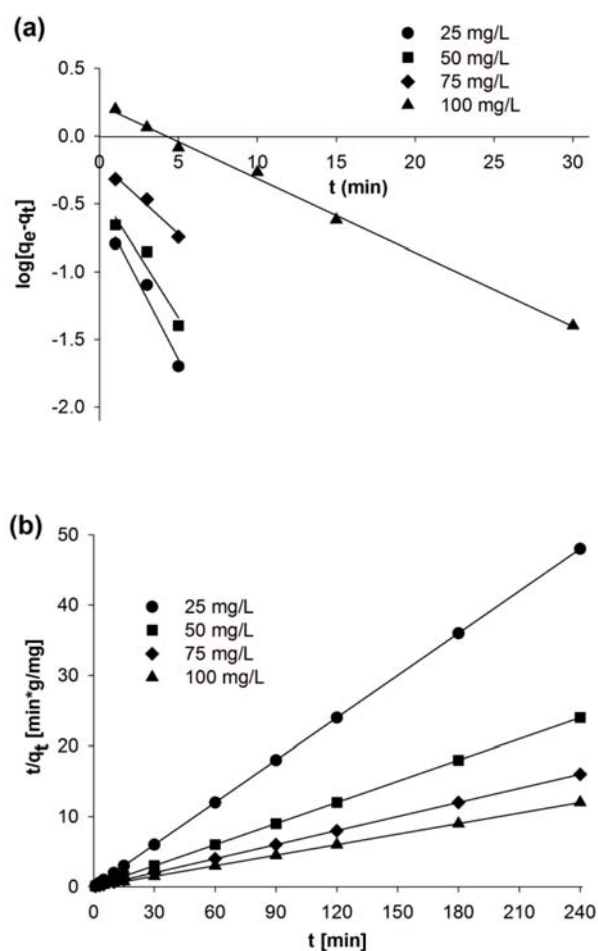 (a)
25 mg/L
50 mg/L
75 mg/L
100 mg/L
0.5
0.0
-0.5
-1.0
-1.5
-2.0
0 5 10 15 20 25 30
t (min)
log[qe-qt]
(b)
50
40
30
20
10
0
25 mg/L
50 mg/L
75 mg/L
100 mg/L
t/qt [min*g/mg]
0 30 60 90 120 150 180 210 240
t [min]